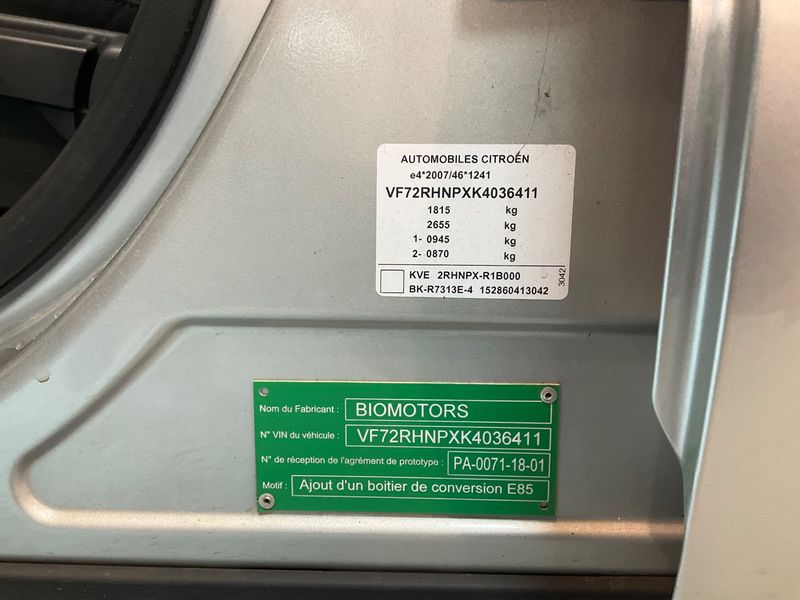 AUTOMOBILES CITROËN
e4*2007/46*1241
VF72RHNPXK4036411
1815 kg
2655 kg
1- 0945 kg
2- 0870 kg
KVE 2RHNPX-R1B000
BK-R7313E-4 152860413042
3042
Nom du Fabricant : BIOMOTORS
N° VIN du véhicule : VF72RHNPXK4036411
N° de réception de l'agrément de prototype : PA-0071-18-01
Motif : Ajout d'un boitier de conversion E85